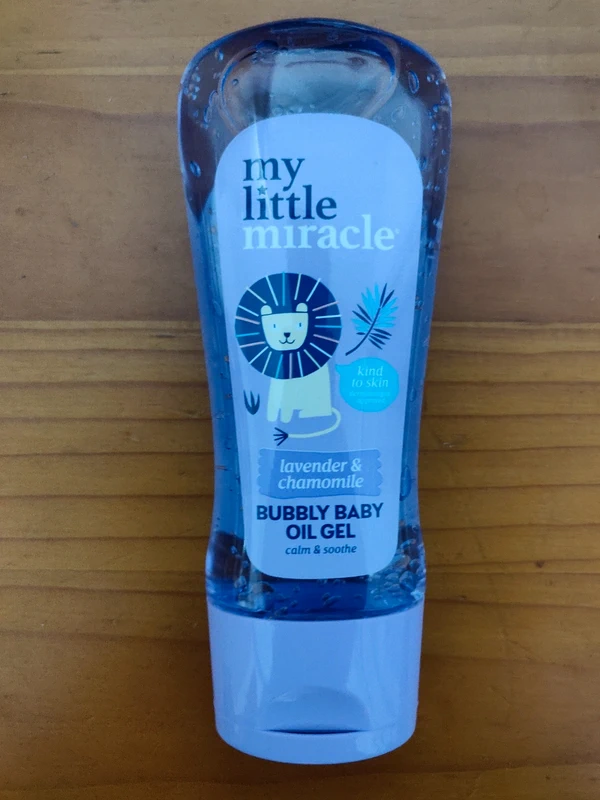 my
little
miracle
kind
to skin
lavender &
chamomile
BUBBLY BABY
OIL GEL
calm & soothe